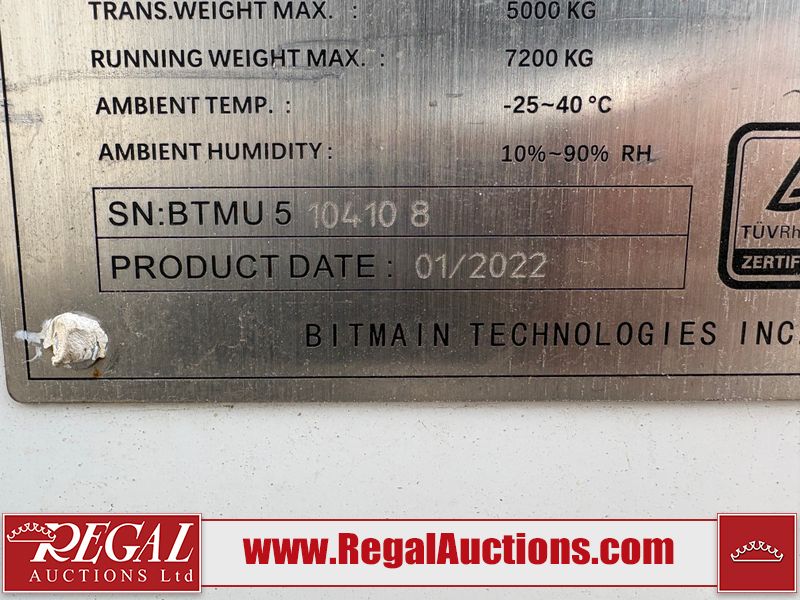 TRANS.WEIGHT MAX. : 5000 KG
RUNNING WEIGHT MAX. : 7200 KG
AMBIENT TEMP. : -25~40 °C
AMBIENT HUMIDITY : 10%~90% RH
SN:BTMU 5 10410 8
PRODUCT DATE : 01/2022
TÜVRh
ZERTIF
BITMAIN TECHNOLOGIES INC.
REGAL
AUCTIONS Ltd
www.RegalAuctions.com